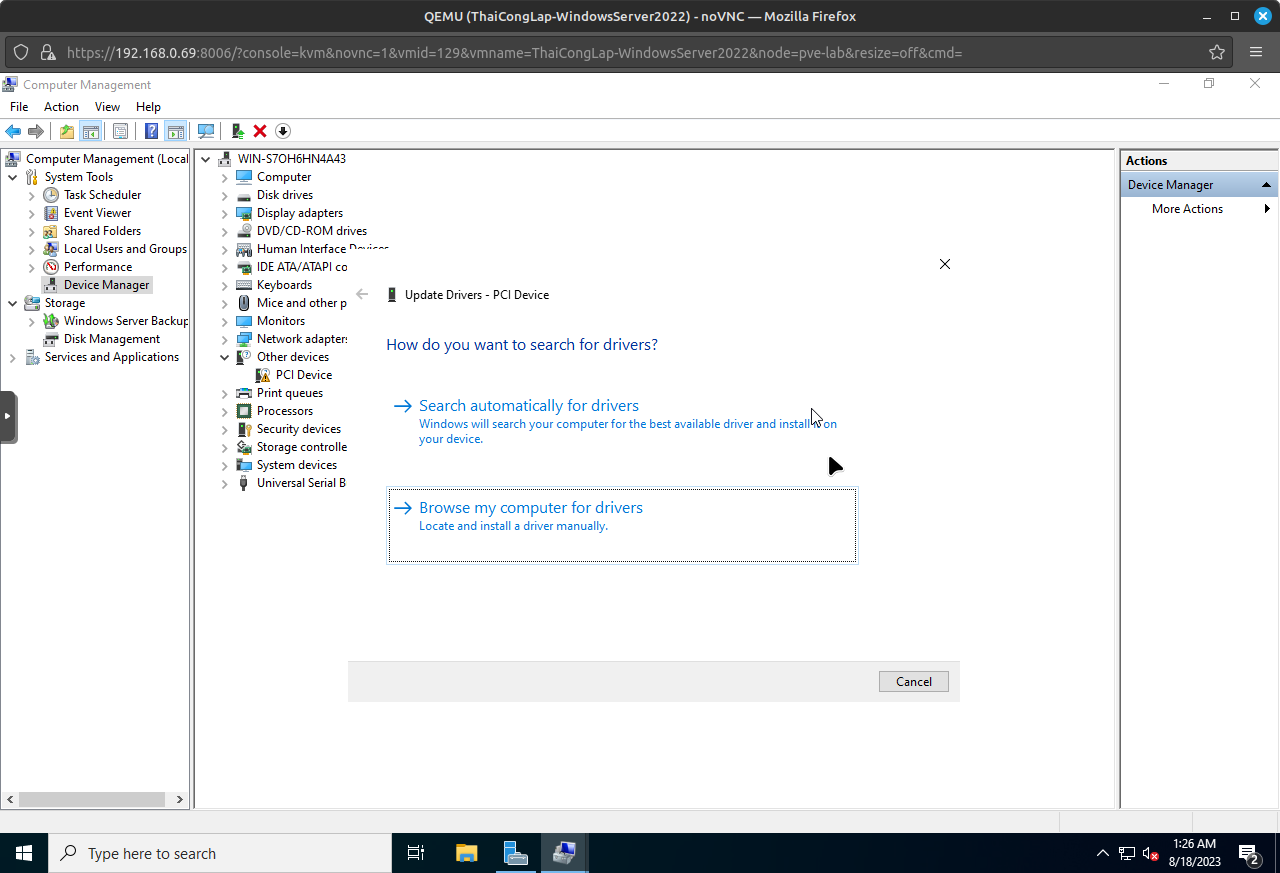 QEMU (ThaiCongLap-WindowsServer2022) - noVNC — Mozilla Firefox
https://192.168.0.69:8006/?console=kvm&novnc=1&vmid=129&vmname=ThaiCongLap-WindowsServer2022&node=pve-lab&resize=off&cmd=
Computer Management
File Action View Help
Computer Management (Local
System Tools
Task Scheduler
Event Viewer
Shared Folders
Local Users and Groups
Performance
Device Manager
Storage
Windows Server Backup
Disk Management
Services and Applications
WIN-S7OH6HN4A43
Computer
Disk drives
Display adapters
DVD/CD-ROM drives
Human Interface Devices
IDE ATA/ATAPI co
Keyboards
Mice and other p
Monitors
Network adapters
Other devices
PCI Device
Print queues
Processors
Security devices
Storage controlle
System devices
Universal Serial B
Update Drivers - PCI Device
How do you want to search for drivers?
Search automatically for drivers
Windows will search your computer for the best available driver and install on
your device.
Browse my computer for drivers
Locate and install a driver manually.
Cancel
Actions
Device Manager
More Actions
Type here to search
1:26 AM
8/18/2023
2